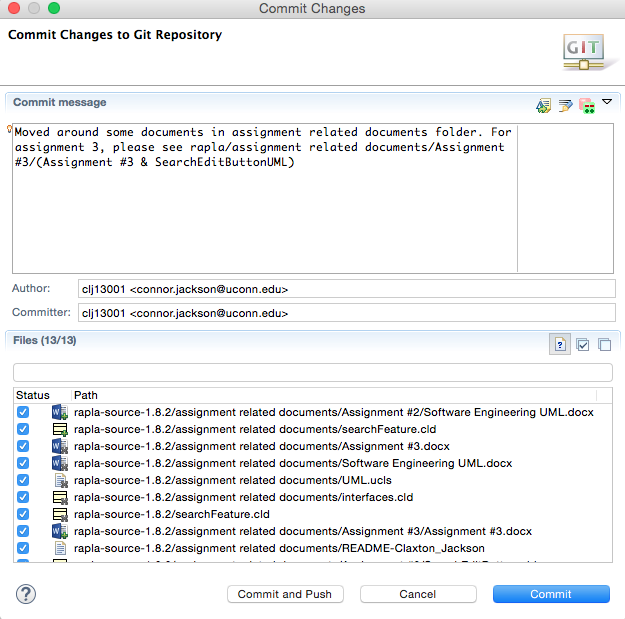 Commit Changes
Commit Changes to Git Repository
GIT
Commit message
Moved around some documents in assignment related documents folder. For
assignment 3, please see rapla/assignment related documents/Assignment
#3/(Assignment #3 & SearchEditButtonUML)
Author:
clj13001 <connor.jackson@uconn.edu>
Committer:
clj13001 <connor.jackson@uconn.edu>
Files (13/13)
Status Path
rapla-source-1.8.2/assignment related documents/Assignment #2/Software Engineering UML.docx
rapla-source-1.8.2/assignment related documents/searchFeature.cld
rapla-source-1.8.2/assignment related documents/Assignment #3.docx
rapla-source-1.8.2/assignment related documents/Software Engineering UML.docx
rapla-source-1.8.2/assignment related documents/UML.ucls
rapla-source-1.8.2/assignment related documents/interfaces.cld
rapla-source-1.8.2/searchFeature.cld
rapla-source-1.8.2/assignment related documents/Assignment #3/Assignment #3.docx
rapla-source-1.8.2/assignment related documents/README-Claxton_Jackson
?
Commit and Push
Cancel
Commit